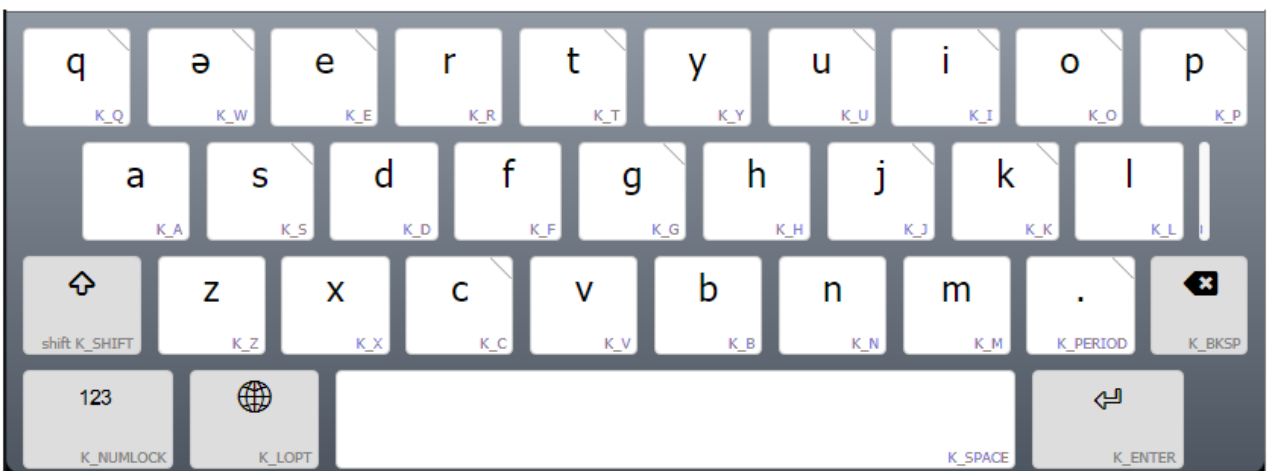 q ə e r t y u i o p
K_Q K_W K_E K_R K_T K_Y K_U K_I K_O K_P
a s d f g h j k l
K_A K_S K_D K_F K_G K_H K_J K_K K_L
z x c v b n m .
shift K_SHIFT K_Z K_X K_C K_V K_B K_N K_M K_PERIOD K_BKSP
123
K_NUMLOCK K_LOPT K_SPACE K_ENTER